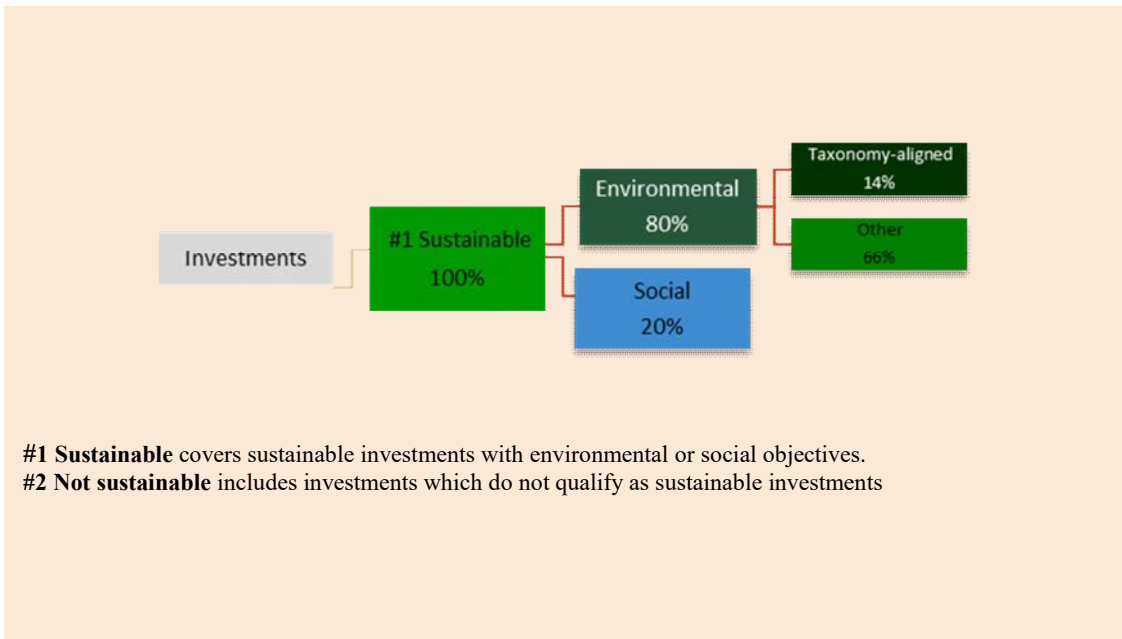 Investments
#1 Sustainable
100%
Environmental
80%
Social
20%
Taxonomy-aligned
14%
Other
66%
#1 Sustainable covers sustainable investments with environmental or social objectives.
#2 Not sustainable includes investments which do not qualify as sustainable investments